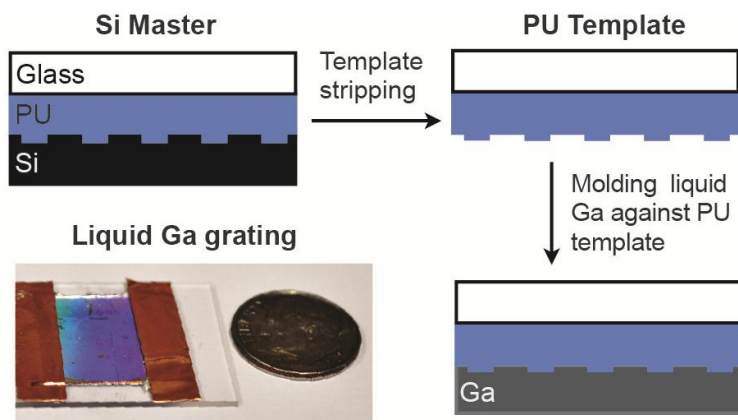 Si Master
PU Template
Glass
PU
Si
Template
stripping
Molding liquid
Ga against PU
template
Liquid Ga grating
Ga